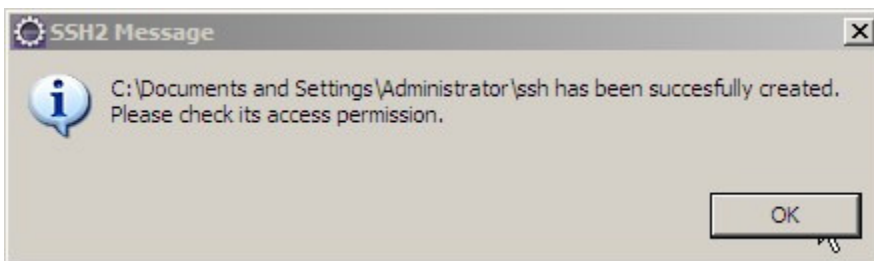 SSH2 Message
C:\Documents and Settings\Administrator\ssh has been succesfully created.
Please check its access permission.
OK